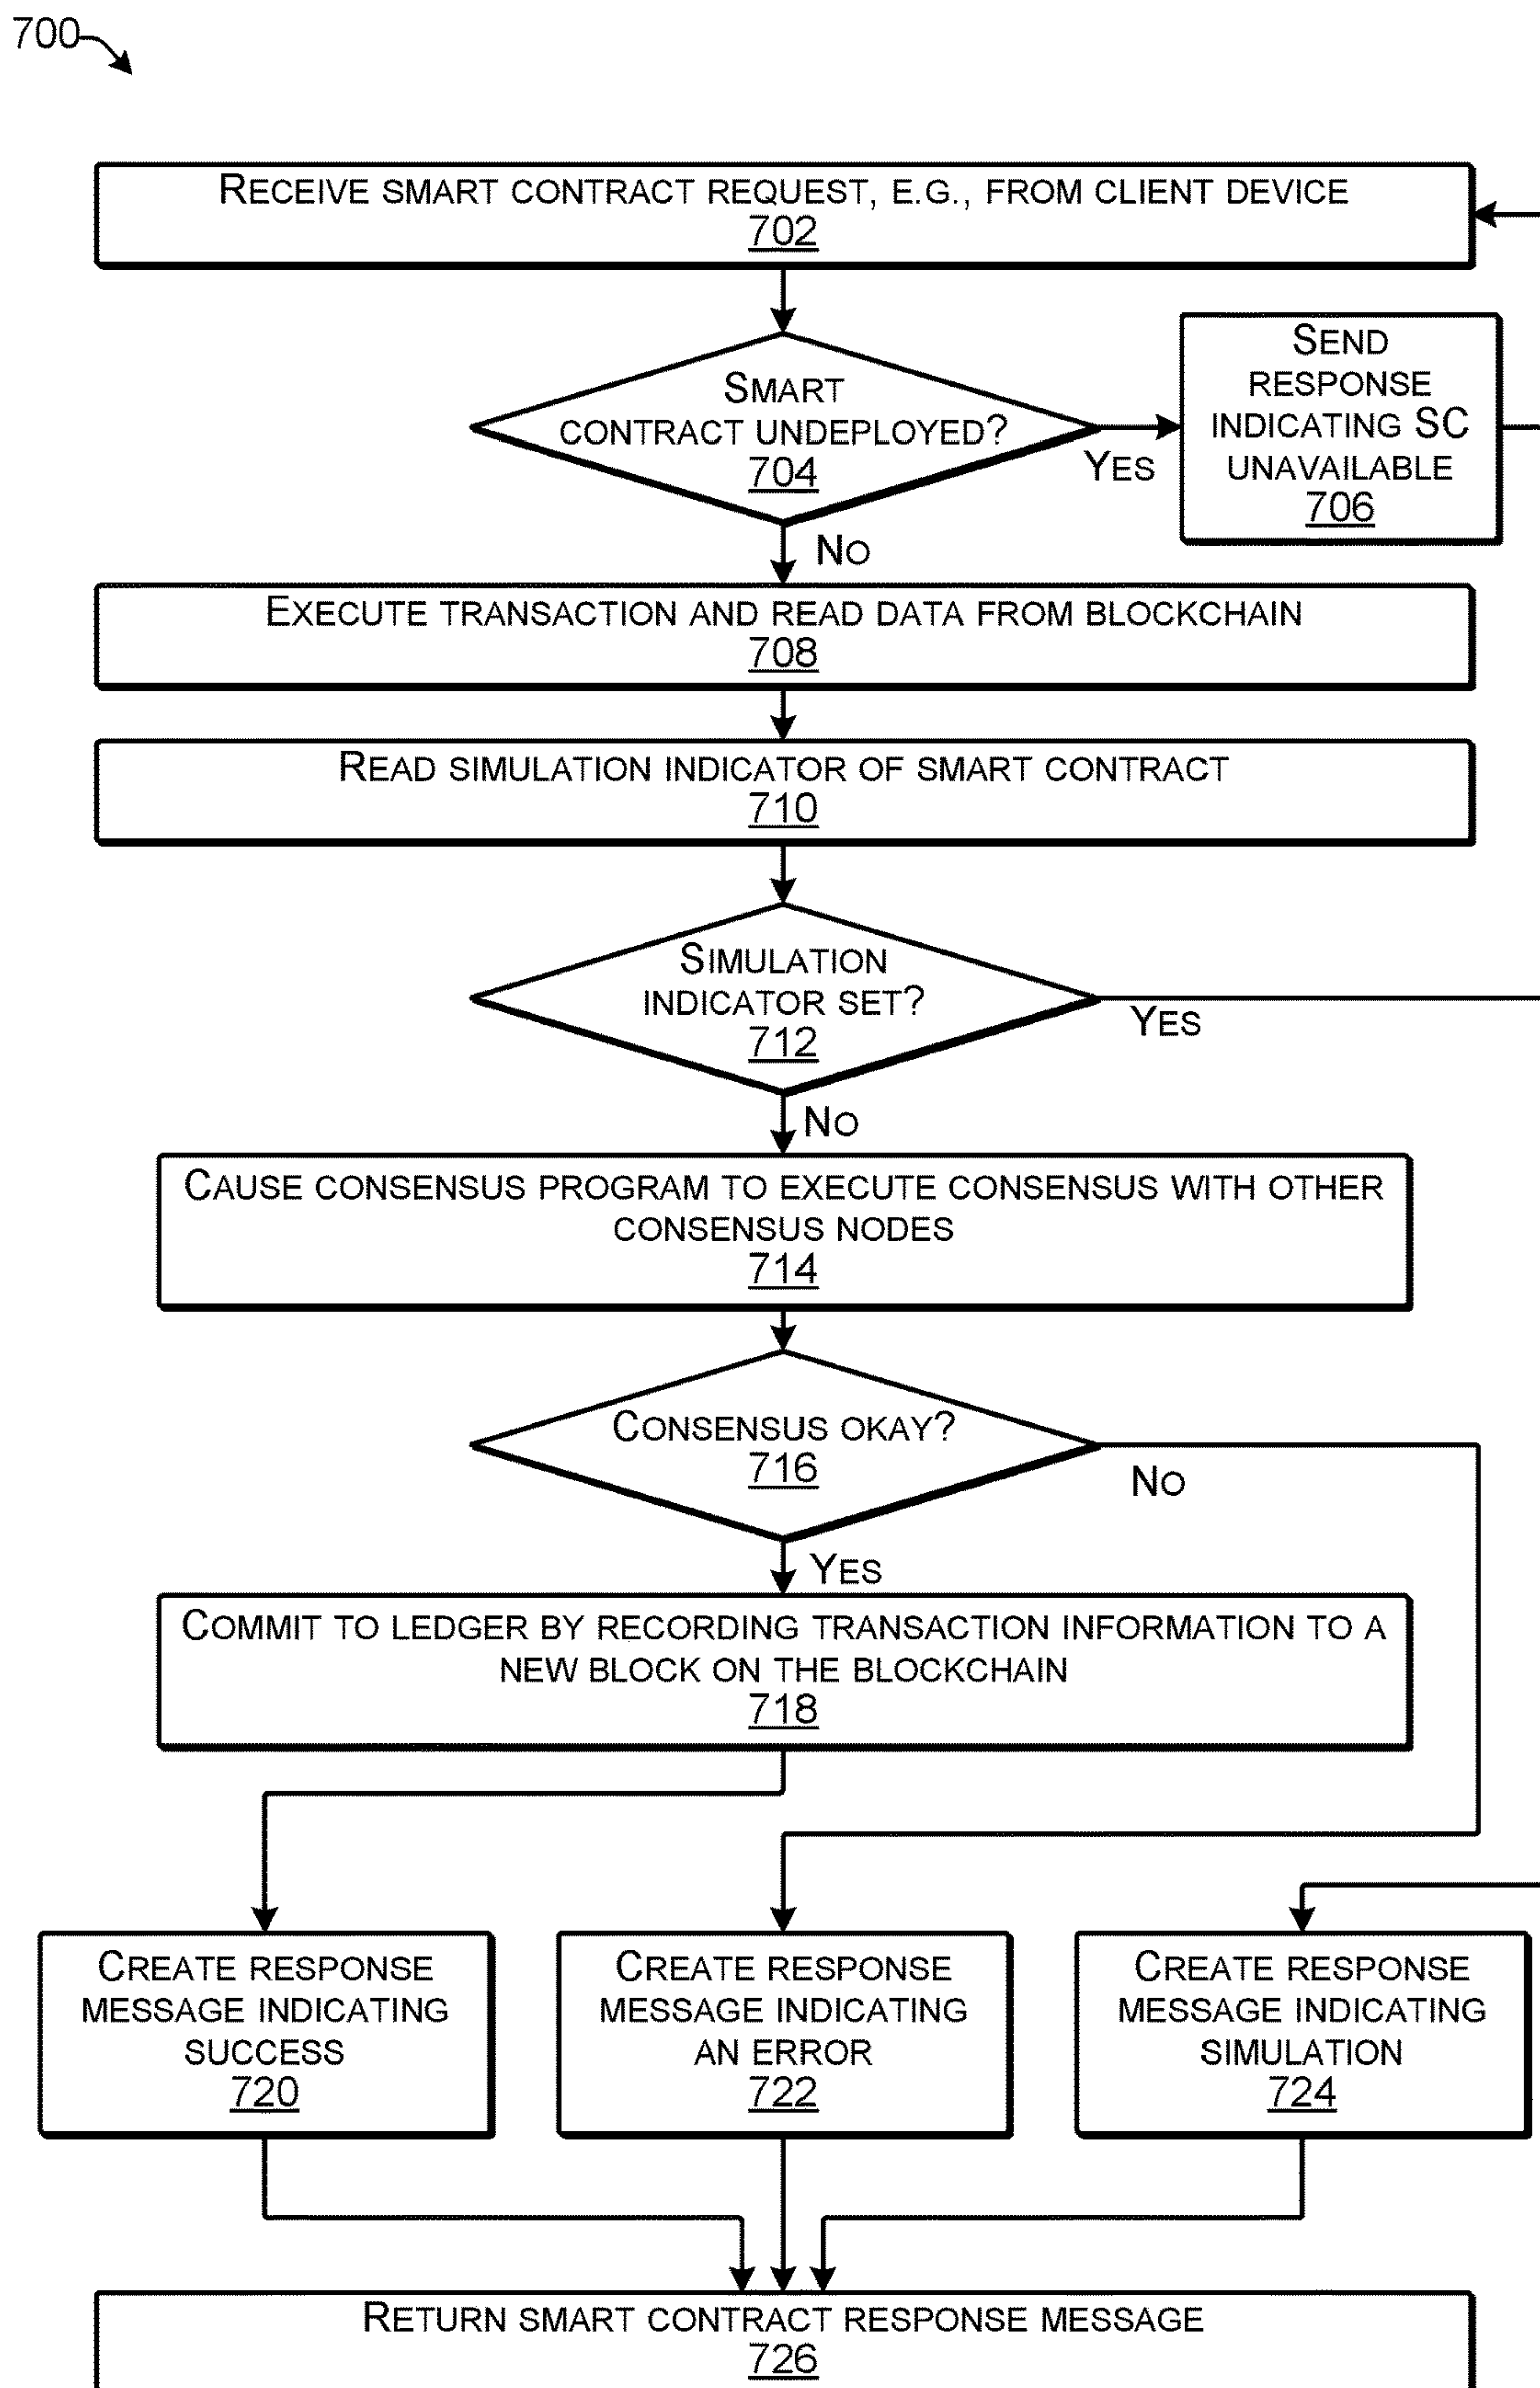 700
RECEIVE SMART CONTRACT REQUEST, E.G., FROM CLIENT DEVICE
702
SMART
CONTRACT UNDEPLOYED?
704
YES
SEND
RESPONSE
INDICATING SC
UNAVAILABLE
706
NO
EXECUTE TRANSACTION AND READ DATA FROM BLOCKCHAIN
708
READ SIMULATION INDICATOR OF SMART CONTRACT
710
SIMULATION
INDICATOR SET?
712
YES
NO
CAUSE CONSENSUS PROGRAM TO EXECUTE CONSENSUS WITH OTHER
CONSENSUS NODES
714
CONSENSUS OKAY?
716
NO
YES
COMMIT TO LEDGER BY RECORDING TRANSACTION INFORMATION TO A
NEW BLOCK ON THE BLOCKCHAIN
718
CREATE RESPONSE
MESSAGE INDICATING
SUCCESS
720
CREATE RESPONSE
MESSAGE INDICATING
AN ERROR
722
CREATE RESPONSE
MESSAGE INDICATING
SIMULATION
724
RETURN SMART CONTRACT RESPONSE MESSAGE
726